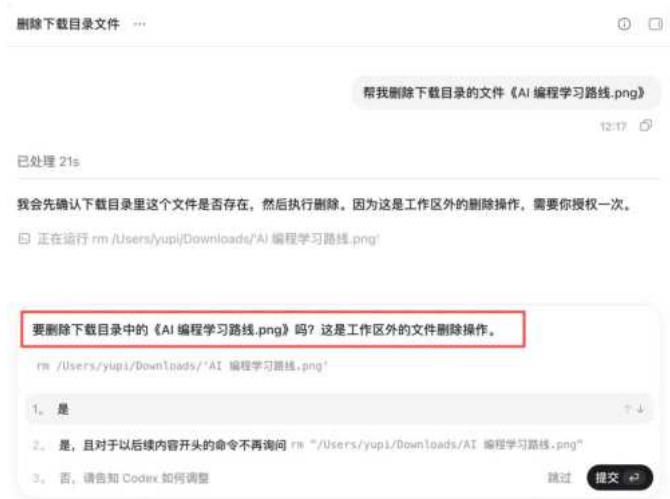 删除下载目录文件 ···
帮我删除下载目录的文件《AI 编程学习路线.png》
12:17
已处理 21s
我会先确认下载目录里这个文件是否存在，然后执行删除。因为这是工作区外的删除操作，需要你授权一次。
正在运行 rm /Users/yupi/Downloads/'AI 编程学习路线.png'
要删除下载目录中的《AI 编程学习路线.png》吗？这是工作区外的文件删除操作。
rm /Users/yupi/Downloads/'AI 编程学习路线.png'
1. 是
2. 是，且对于以后续内容开头的命令不再询问 rm "/Users/yupi/Downloads/AI 编程学习路线.png"
3. 否，请告知 Codex 如何调整
跳过 提交